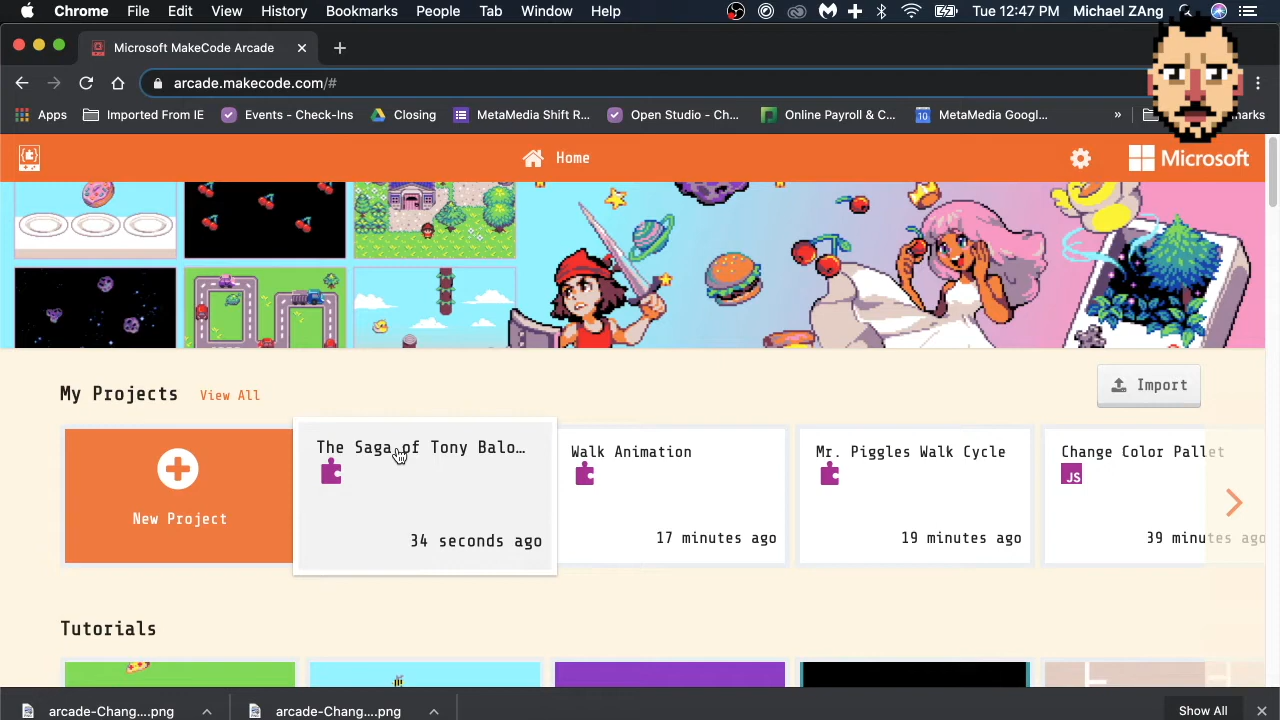 Chrome File Edit View History Bookmarks People Tab Window Help Tue 12:47 PM Michael ZAng
Microsoft MakeCode Arcade
arcade.makecode.com/#
Apps Imported From IE Events - Check-Ins Closing MetaMedia Shift R... Open Studio - Ch... Online Payroll & C... 10 MetaMedia Googl... » marks
Home Microsoft
My Projects View All Import
The Saga of Tony Balo... Walk Animation Mr. Piggles Walk Cycle Change Color Pallet
JS
New Project
34 seconds ago 17 minutes ago 19 minutes ago 39 minutes ago
Tutorials
arcade-Chang....png arcade-Chang....png Show All